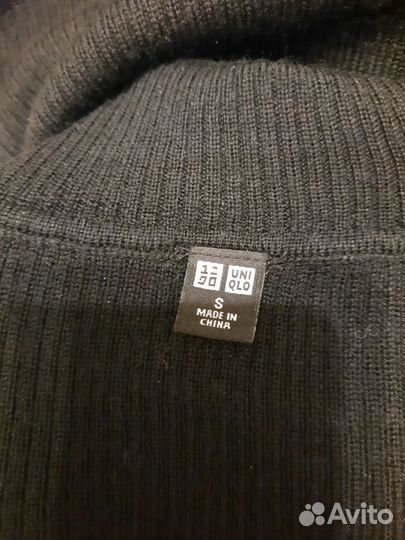 ユニ UNI
クロ QLO
S
MADE IN
CHINA
Avito